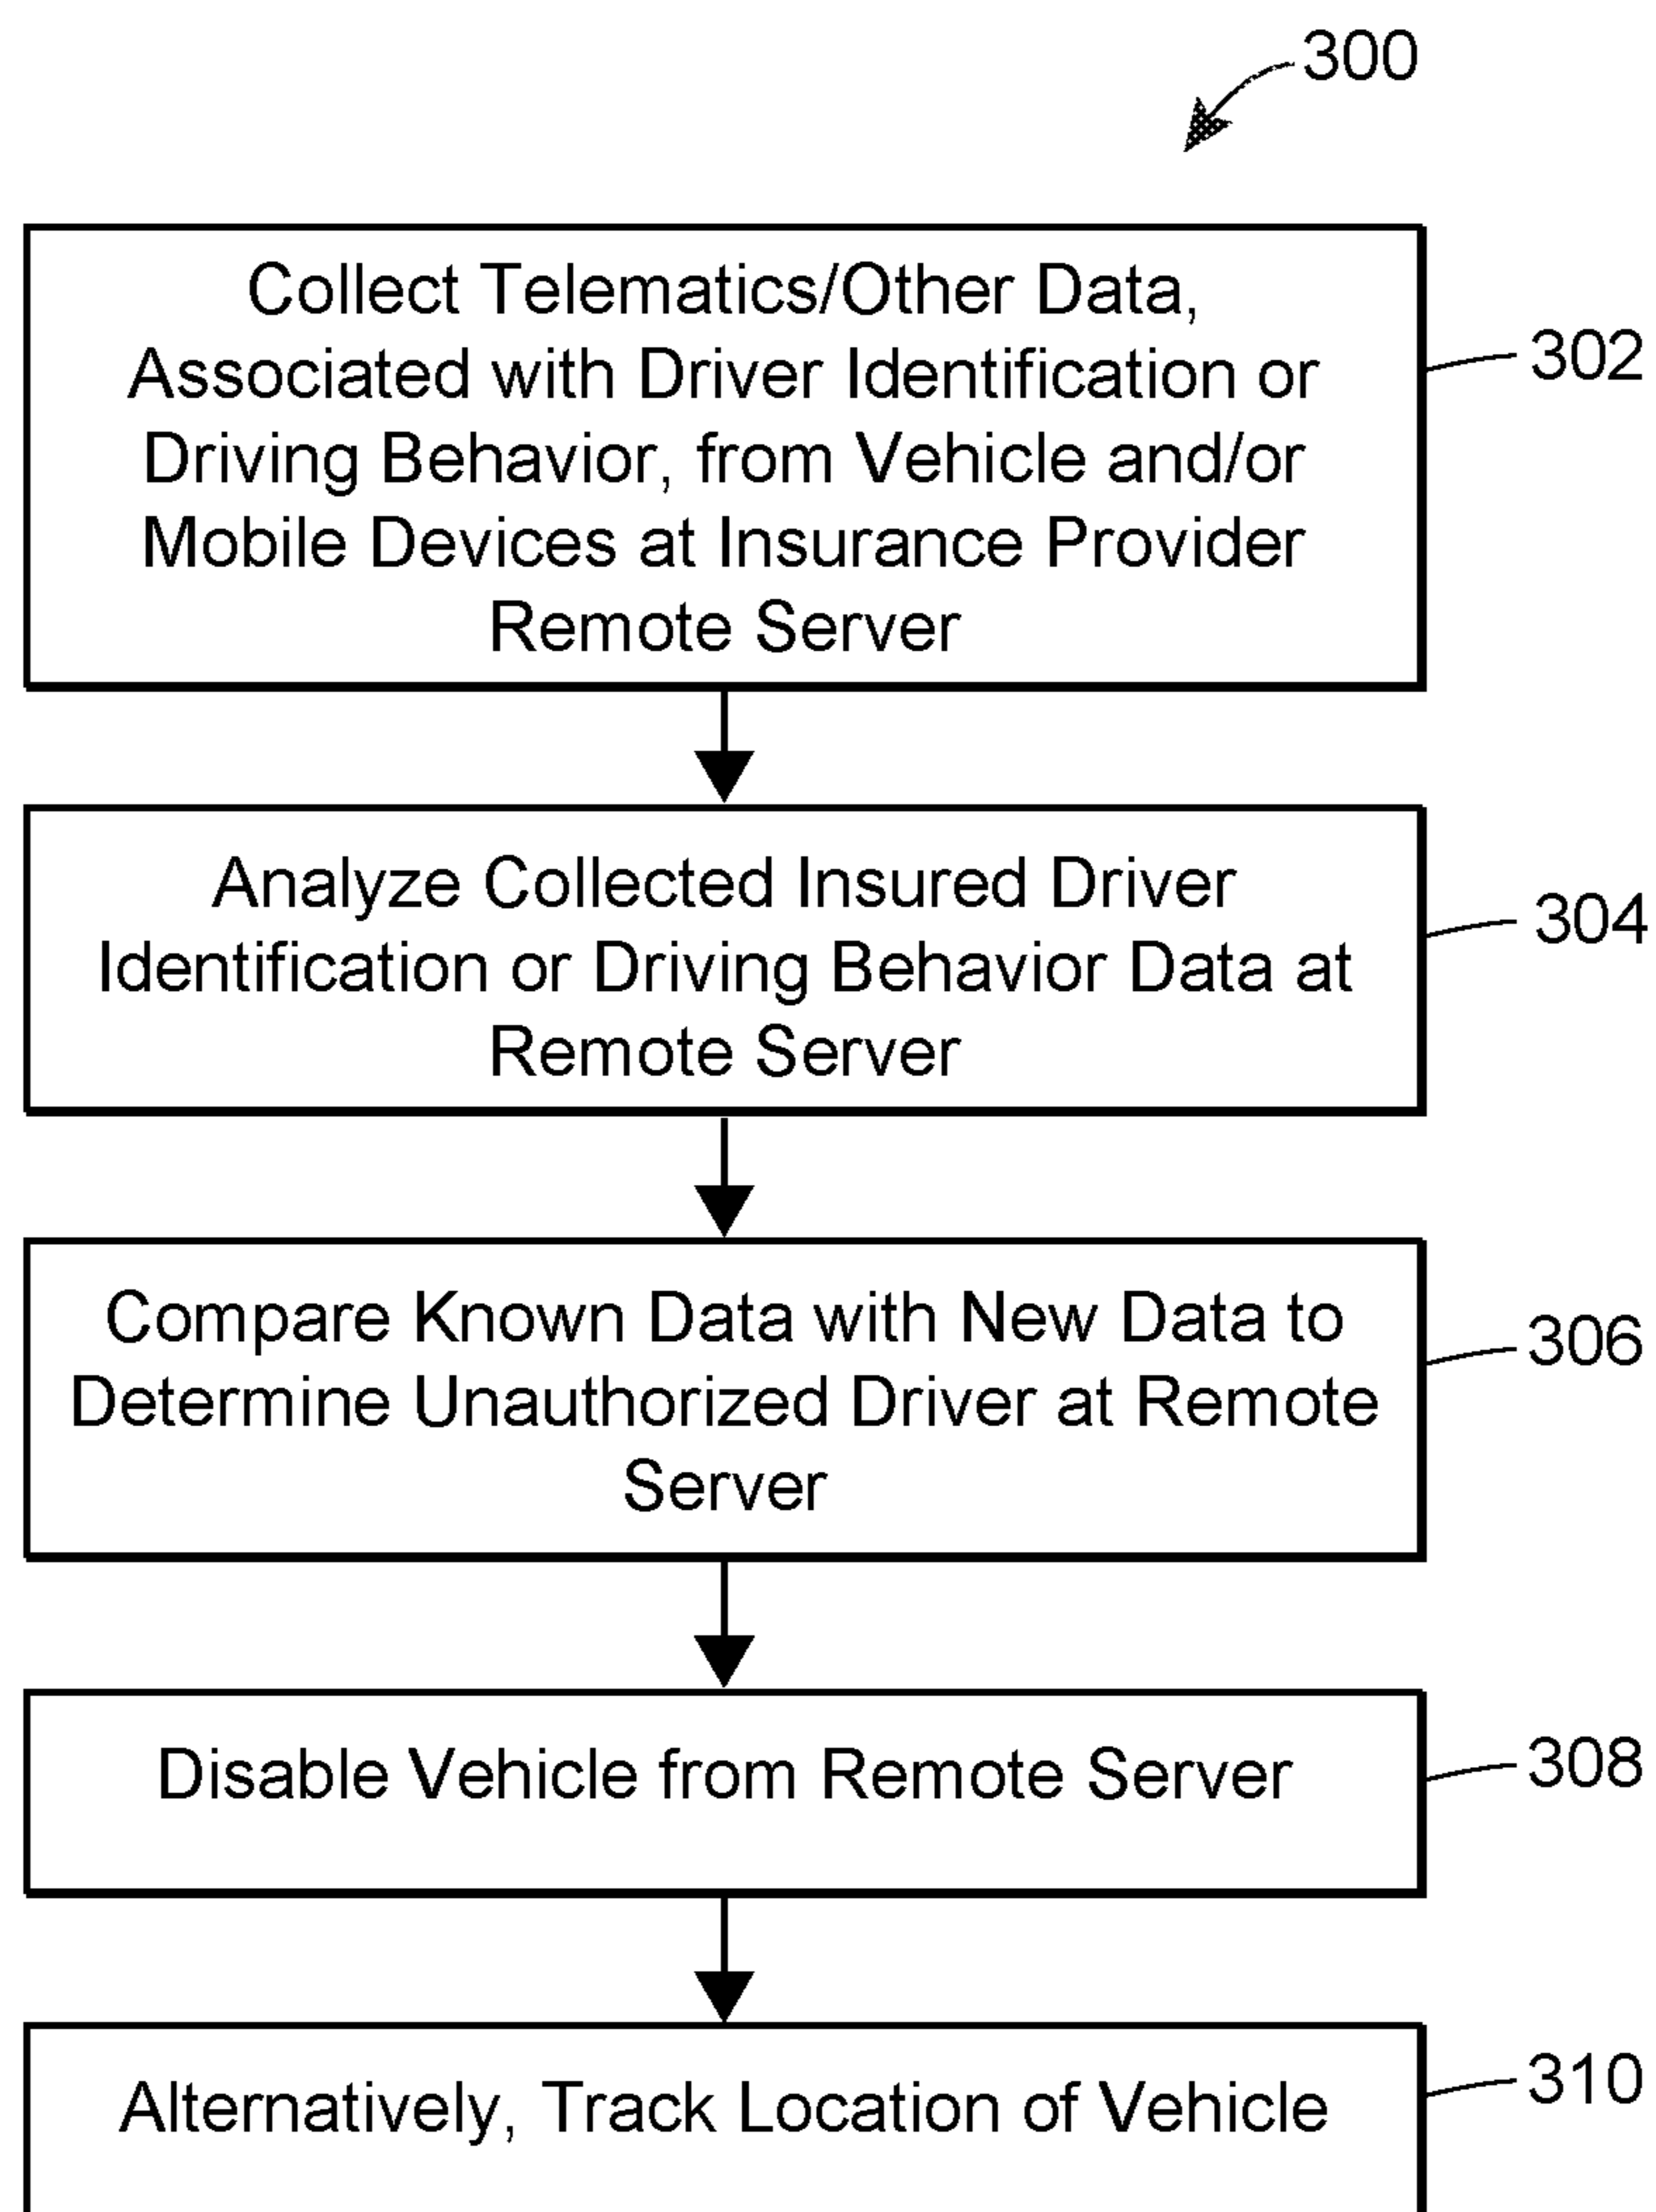 300
Collect Telematics/Other Data,
Associated with Driver Identification or
Driving Behavior, from Vehicle and/or
Mobile Devices at Insurance Provider
Remote Server
302
Analyze Collected Insured Driver
Identification or Driving Behavior Data at
Remote Server
304
Compare Known Data with New Data to
Determine Unauthorized Driver at Remote
Server
306
Disable Vehicle from Remote Server
308
Alternatively, Track Location of Vehicle
310